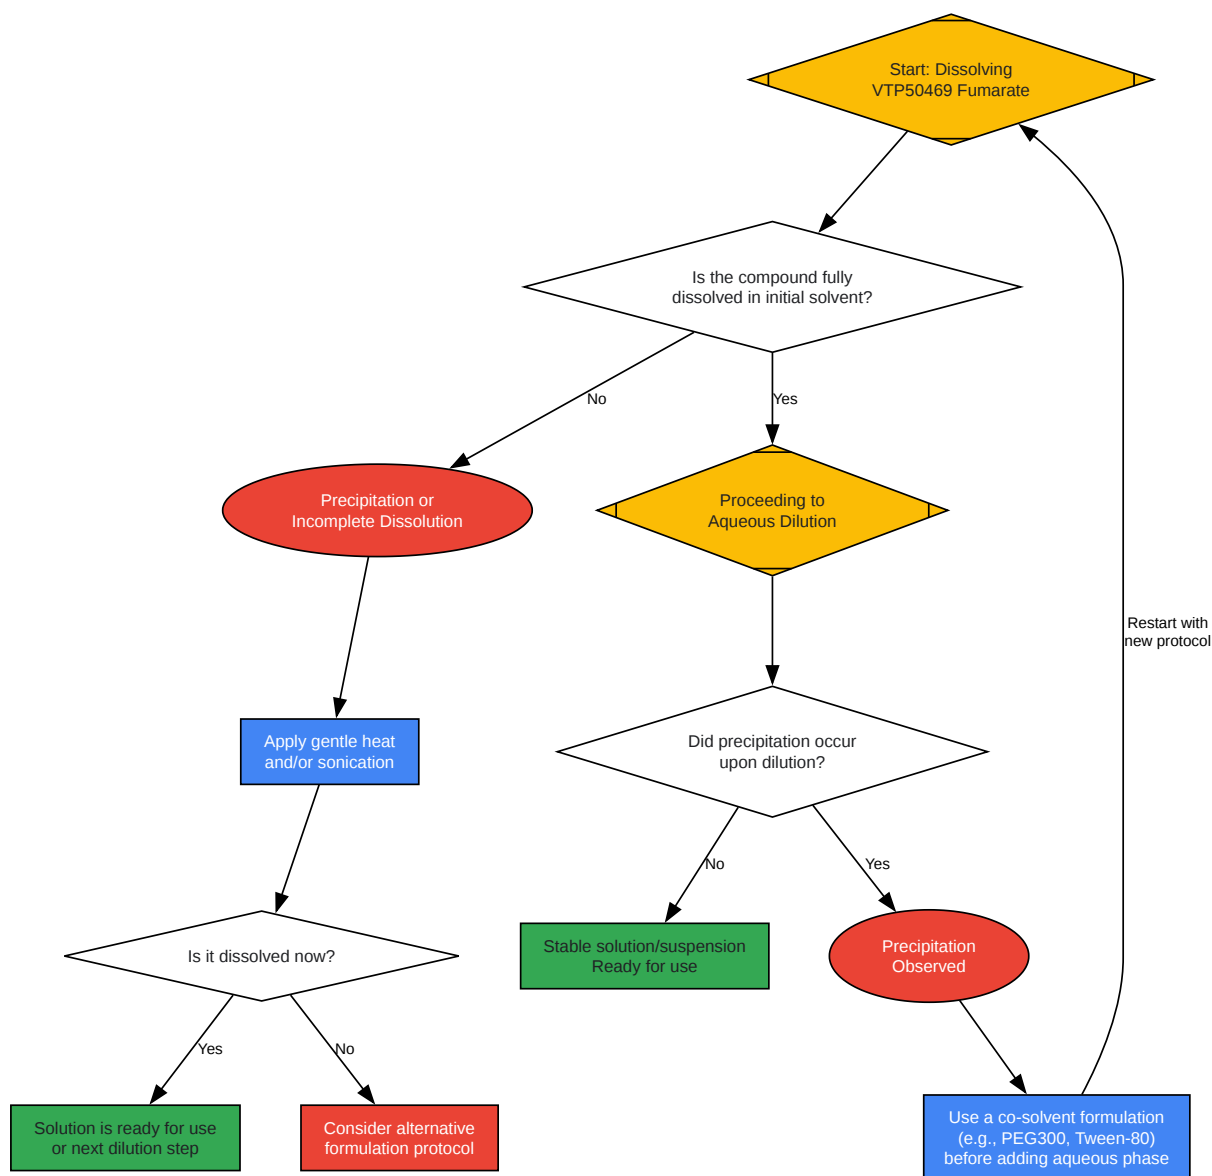 Start: Dissolving
VTP50469 Fumarate
Is the compound fully
dissolved in initial solvent?
No
Yes
Precipitation or
Incomplete Dissolution
Proceeding to
Aqueous Dilution
Restart with
new protocol
Apply gentle heat
and/or sonication
Did precipitation occur
upon dilution?
No
Yes
Is it dissolved now?
Stable solution/suspension
Ready for use
Precipitation
Observed
Yes
No
Solution is ready for use
or next dilution step
Consider alternative
formulation protocol
Use a co-solvent formulation
(e.g., PEG300, Tween-80)
before adding aqueous phase